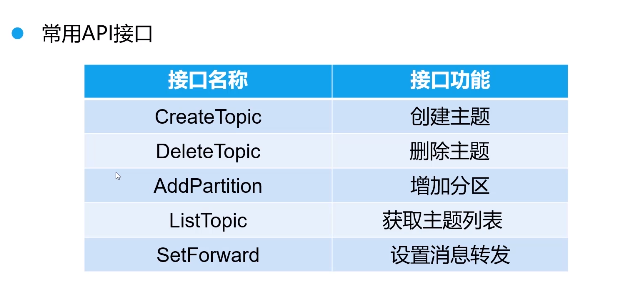 常用API接口
接口名称 接口功能
CreateTopic 创建主题
DeleteTopic 删除主题
AddPartition 增加分区
ListTopic 获取主题列表
SetForward 设置消息转发